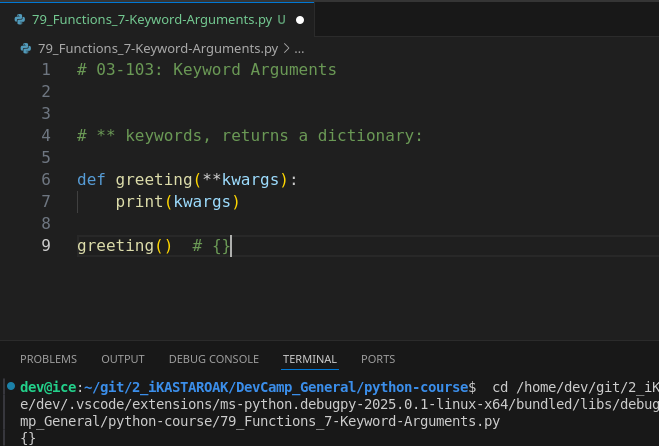 79_Functions_7-Keyword-Arguments.py U
79_Functions_7-Keyword-Arguments.py > ...
1 # 03-103: Keyword Arguments
2
3
4 # ** keywords, returns a dictionary:
5
6 def greeting(**kwargs):
7 print(kwargs)
8
9 greeting()  # {}
PROBLEMS OUTPUT DEBUG CONSOLE TERMINAL PORTS
dev@ice:~/git/2_iKASTAROAK/DevCamp_General/python-course$  cd /home/dev/git/2_iK
e/dev/.vscode/extensions/ms-python.debugpy-2025.0.1-linux-x64/bundled/libs/debug
mp_General/python-course/79_Functions_7-Keyword-Arguments.py
{}